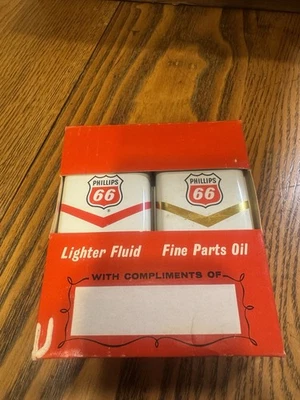 PHILLIPS 66 PHILLIPS 66
Lighter Fluid Fine Parts Oil
WITH COMPLIMENTS OF